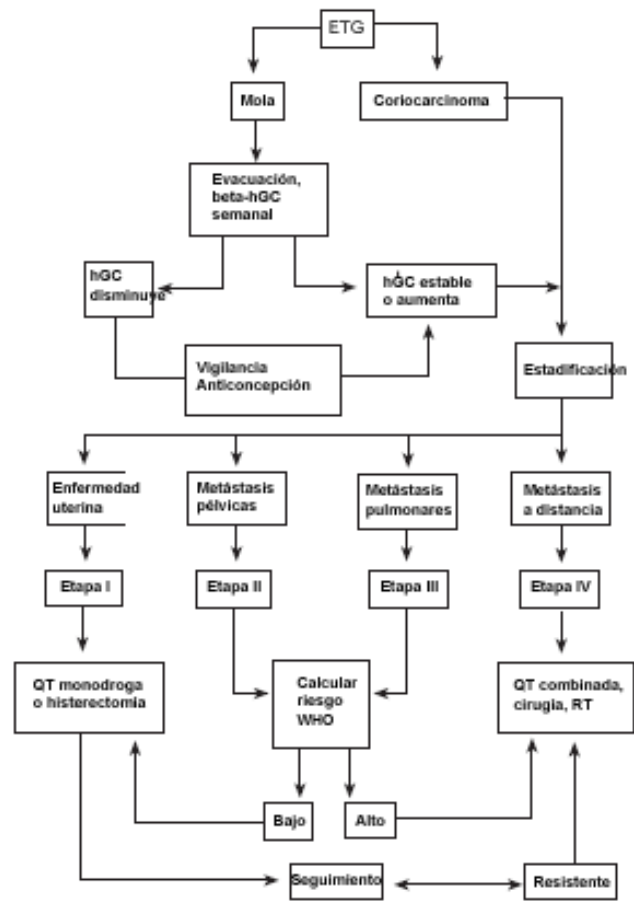 ETG
Mola
Coriocarcinoma
Evacuación,
beta-hGC
semanal
hGC
disminuye
hGC estable
o aumenta
Vigilancia
Anticoncepción
Estadificación
Enfermedad
uterina
Metástasis
pélvicas
Metástasis
pulmonares
Metástasis
a distancia
Etapa I
Etapa II
Etapa III
Etapa IV
QT monodroga
o histerectomia
Calcular
riesgo
WHO
QT combinada,
cirugia, RT
Bajo
Alto
Seguimiento
Resistente